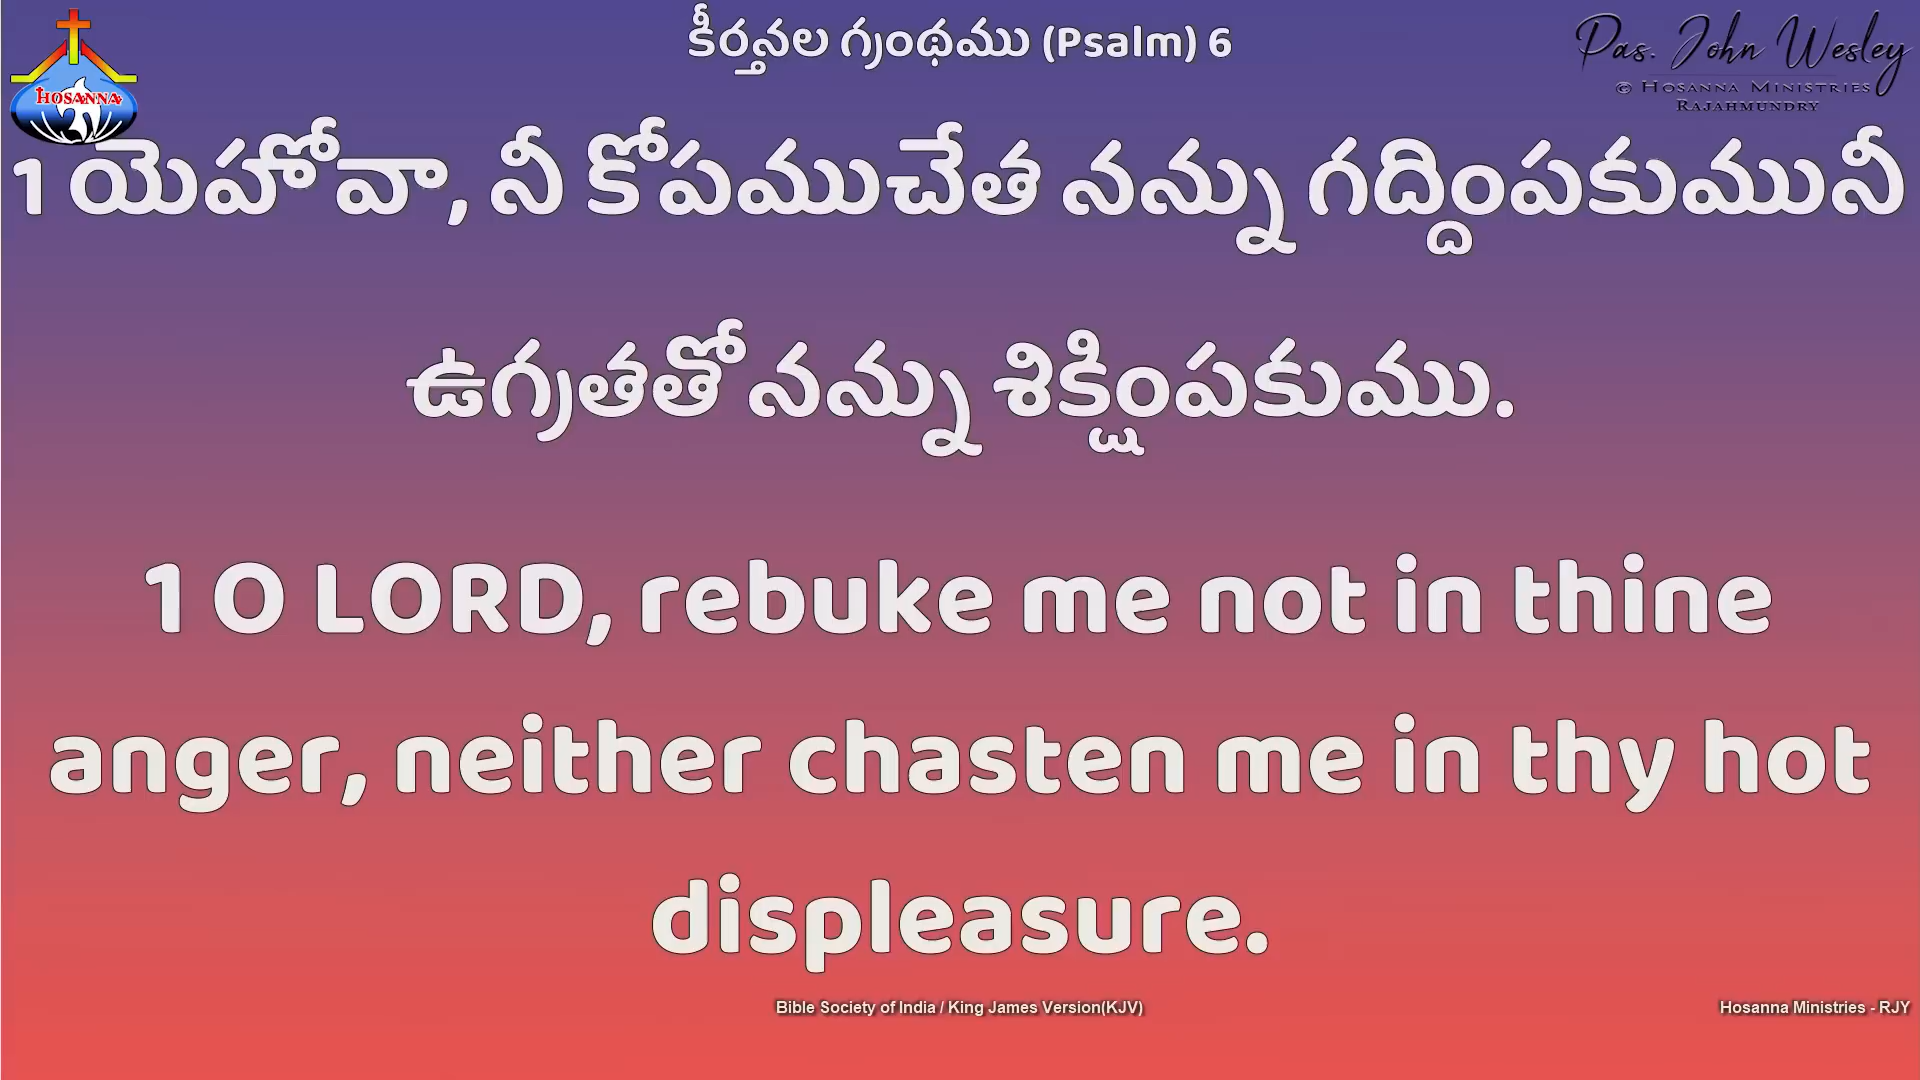 కీర్తనల గ్రంథము (Psalm) 6
Pas. John Wesley
© HOSANNA MINISTRIES
RAJAHMUNDRY
HOSANNA
1 యెహోవా, నీ కోపముచేత నన్ను గద్దింపకుమునీ
ఉగ్రతతో నన్ను శిక్షింపకుము.
1 O LORD, rebuke me not in thine
anger, neither chasten me in thy hot
displeasure.
Bible Society of India / King James Version(KJV)
Hosanna Ministries - RJY